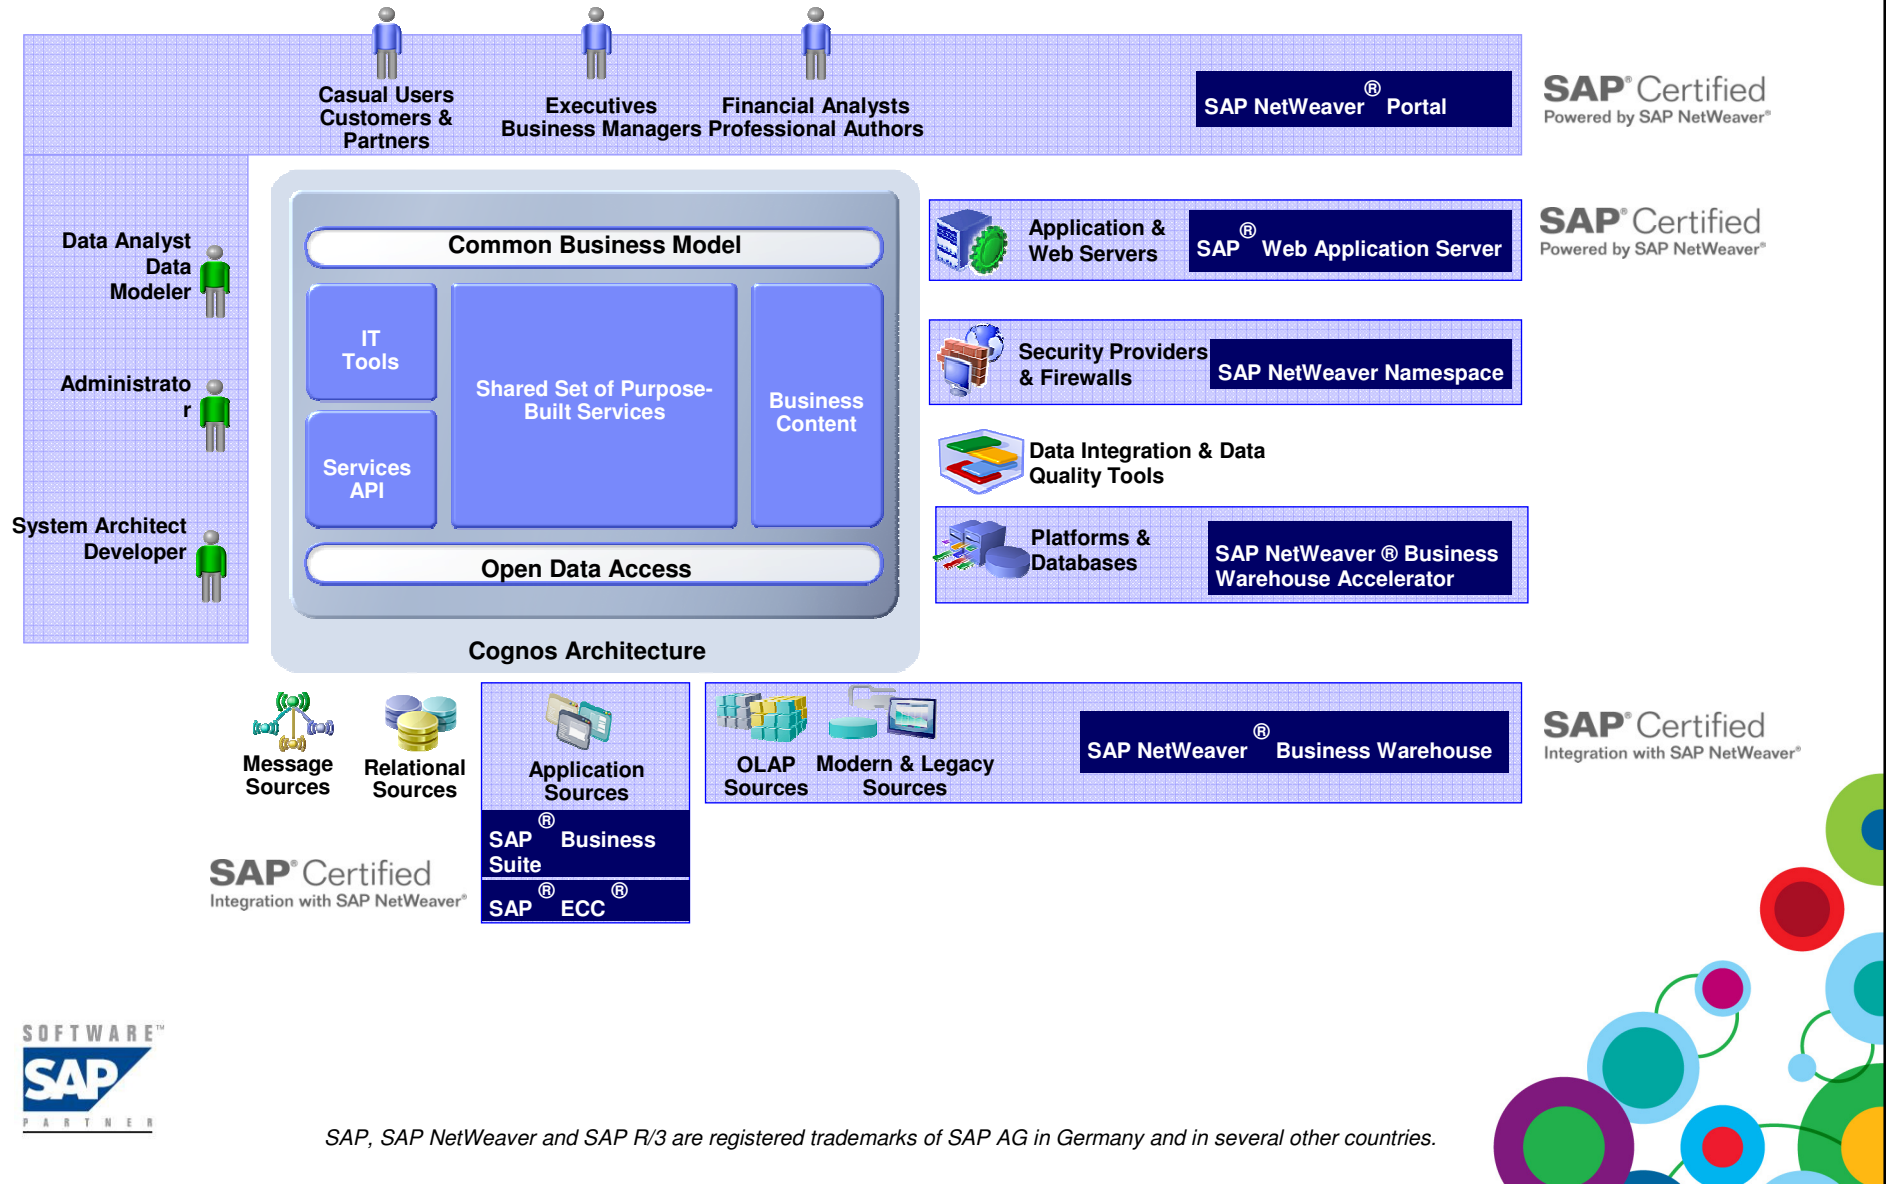 Casual Users
Customers &
Partners
Executives
Business Managers
Financial Analysts
Professional Authors
SAP NetWeaver ® Portal
SAP® Certified
Powered by SAP NetWeaver®
Data Analyst
Data
Modeler
Administrato
r
System Architect
Developer
Common Business Model
IT
Tools
Services
API
Shared Set of Purpose-
Built Services
Business
Content
Open Data Access
Cognos Architecture
Application &
Web Servers
SAP ® Web Application Server
SAP® Certified
Powered by SAP NetWeaver®
Security Providers
& Firewalls
SAP NetWeaver Namespace
Data Integration & Data
Quality Tools
Platforms &
Databases
SAP NetWeaver ® Business
Warehouse Accelerator
Message
Sources
Relational
Sources
Application
Sources
SAP ® Business
Suite
SAP ® ECC ®
OLAP
Sources
Modern & Legacy
Sources
SAP NetWeaver ® Business Warehouse
SAP® Certified
Integration with SAP NetWeaver®
SAP® Certified
Integration with SAP NetWeaver®
SOFTWARE™
SAP
PARTNER
SAP, SAP NetWeaver and SAP R/3 are registered trademarks of SAP AG in Germany and in several other countries.